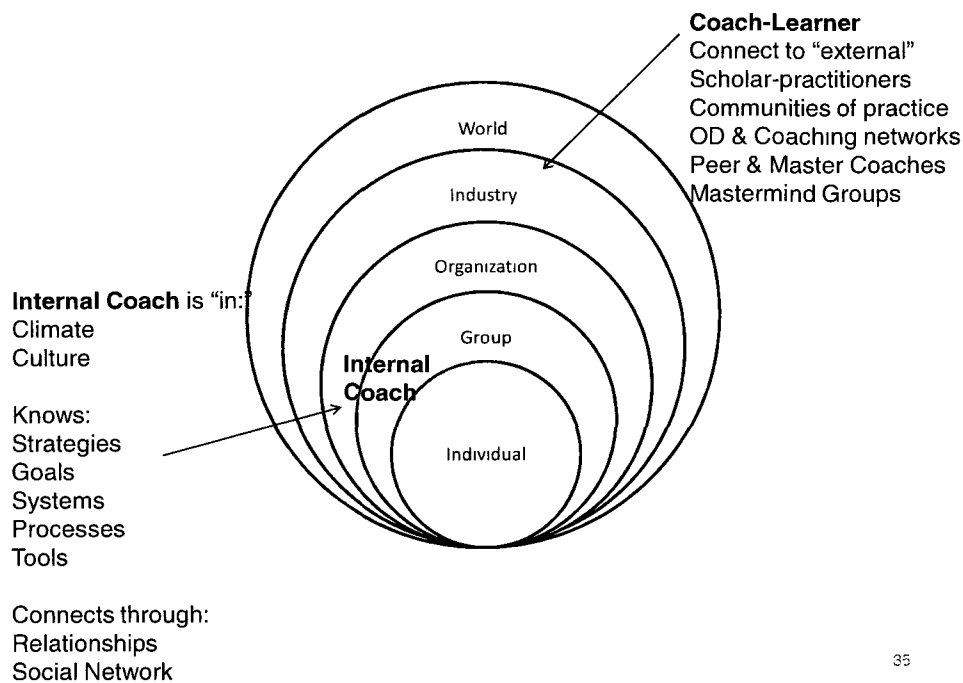 Coach-Learner
Connect to “external”
Scholar-practitioners
Communities of practice
OD & Coaching networks
Peer & Master Coaches
Mastermind Groups
World
Industry
Organization
Group
Internal
Coach
Individual
Internal Coach is “in:”
Climate
Culture
Knows:
Strategies
Goals
Systems
Processes
Tools
Connects through:
Relationships
Social Network
35